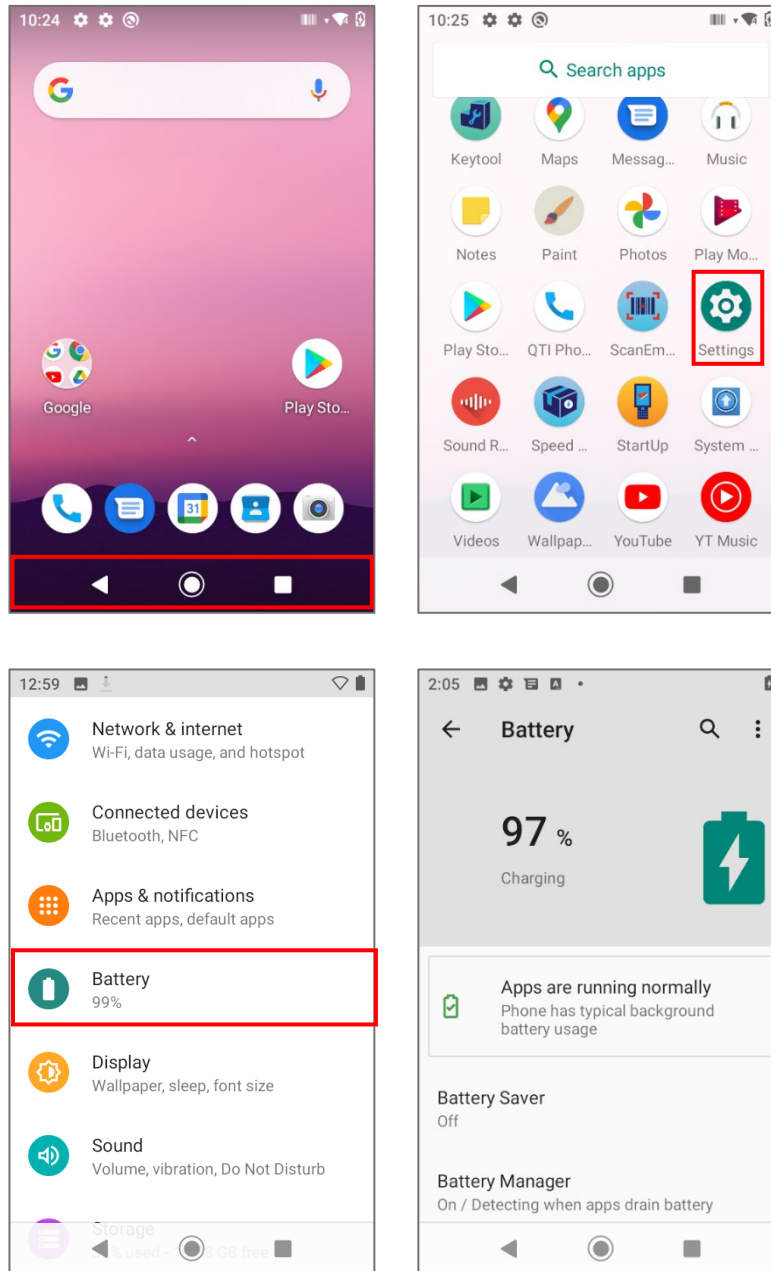 10:24
31
Google
Play Sto...
10:25
Search apps
Keytool
Maps
Messag...
Music
Notes
Paint
Photos
Play Mo...
Play Sto...
QTI Pho...
ScanEm...
Settings
Sound R...
Speed ...
StartUp
System ...
Videos
Wallpap...
YouTube
YT Music
12:59
Network & internet
Wi-Fi, data usage, and hotspot
Connected devices
Bluetooth, NFC
Apps & notifications
Recent apps, default apps
Battery
99%
Display
Wallpaper, sleep, font size
Sound
Volume, vibration, Do Not Disturb
Storage
used - GB free
2:05
Battery
97 %
Charging
Apps are running normally
Phone has typical background
battery usage
Battery Saver
Off
Battery Manager
On / Detecting when apps drain battery